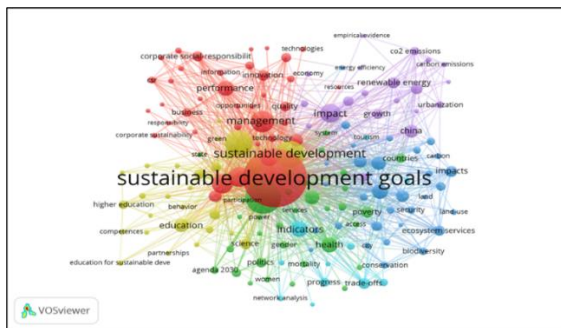 technologies
empirical evidence
corporate social responsibilit
co2 emissions
information
innovation
economy
energy efficiency
carbon emissions
csr
performance
resources
renewable energy
opportunities
quality
impact
growth
urbanization
business
management
responsibility
system
china
corporate sustainability
green
technology
tourism
state
sustainable development
countries
carbon
impacts
sustainable development goals
land
participation
higher education
behavior
power
services
poverty
security
land-use
education
indicators
across
ecosystem services
competences
science
gender
health
city
biodiversity
partnerships
politics
conservation
education for sustainable deve
agenda 2030
mortality
women
progress
trade-offs
network analysis
VOSviewer